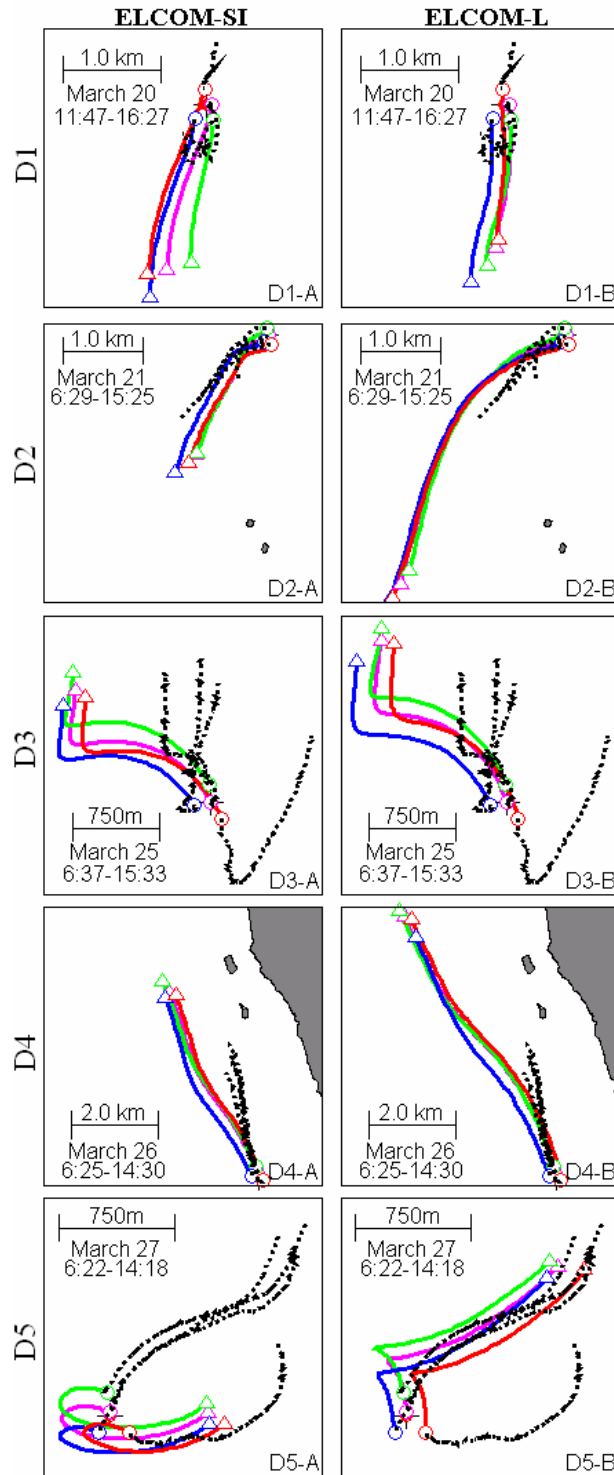 ELCOM-SI ELCOM-L
D1
1.0 km
March 20
11:47-16:27
D1-A
1.0 km
March 20
11:47-16:27
D1-B
D2
1.0 km
March 21
6:29-15:25
D2-A
1.0 km
March 21
6:29-15:25
D2-B
D3
750m
March 25
6:37-15:33
D3-A
750m
March 25
6:37-15:33
D3-B
D4
2.0 km
March 26
6:25-14:30
D4-A
2.0 km
March 26
6:25-14:30
D4-B
D5
750m
March 27
6:22-14:18
D5-A
750m
March 27
6:22-14:18
D5-B